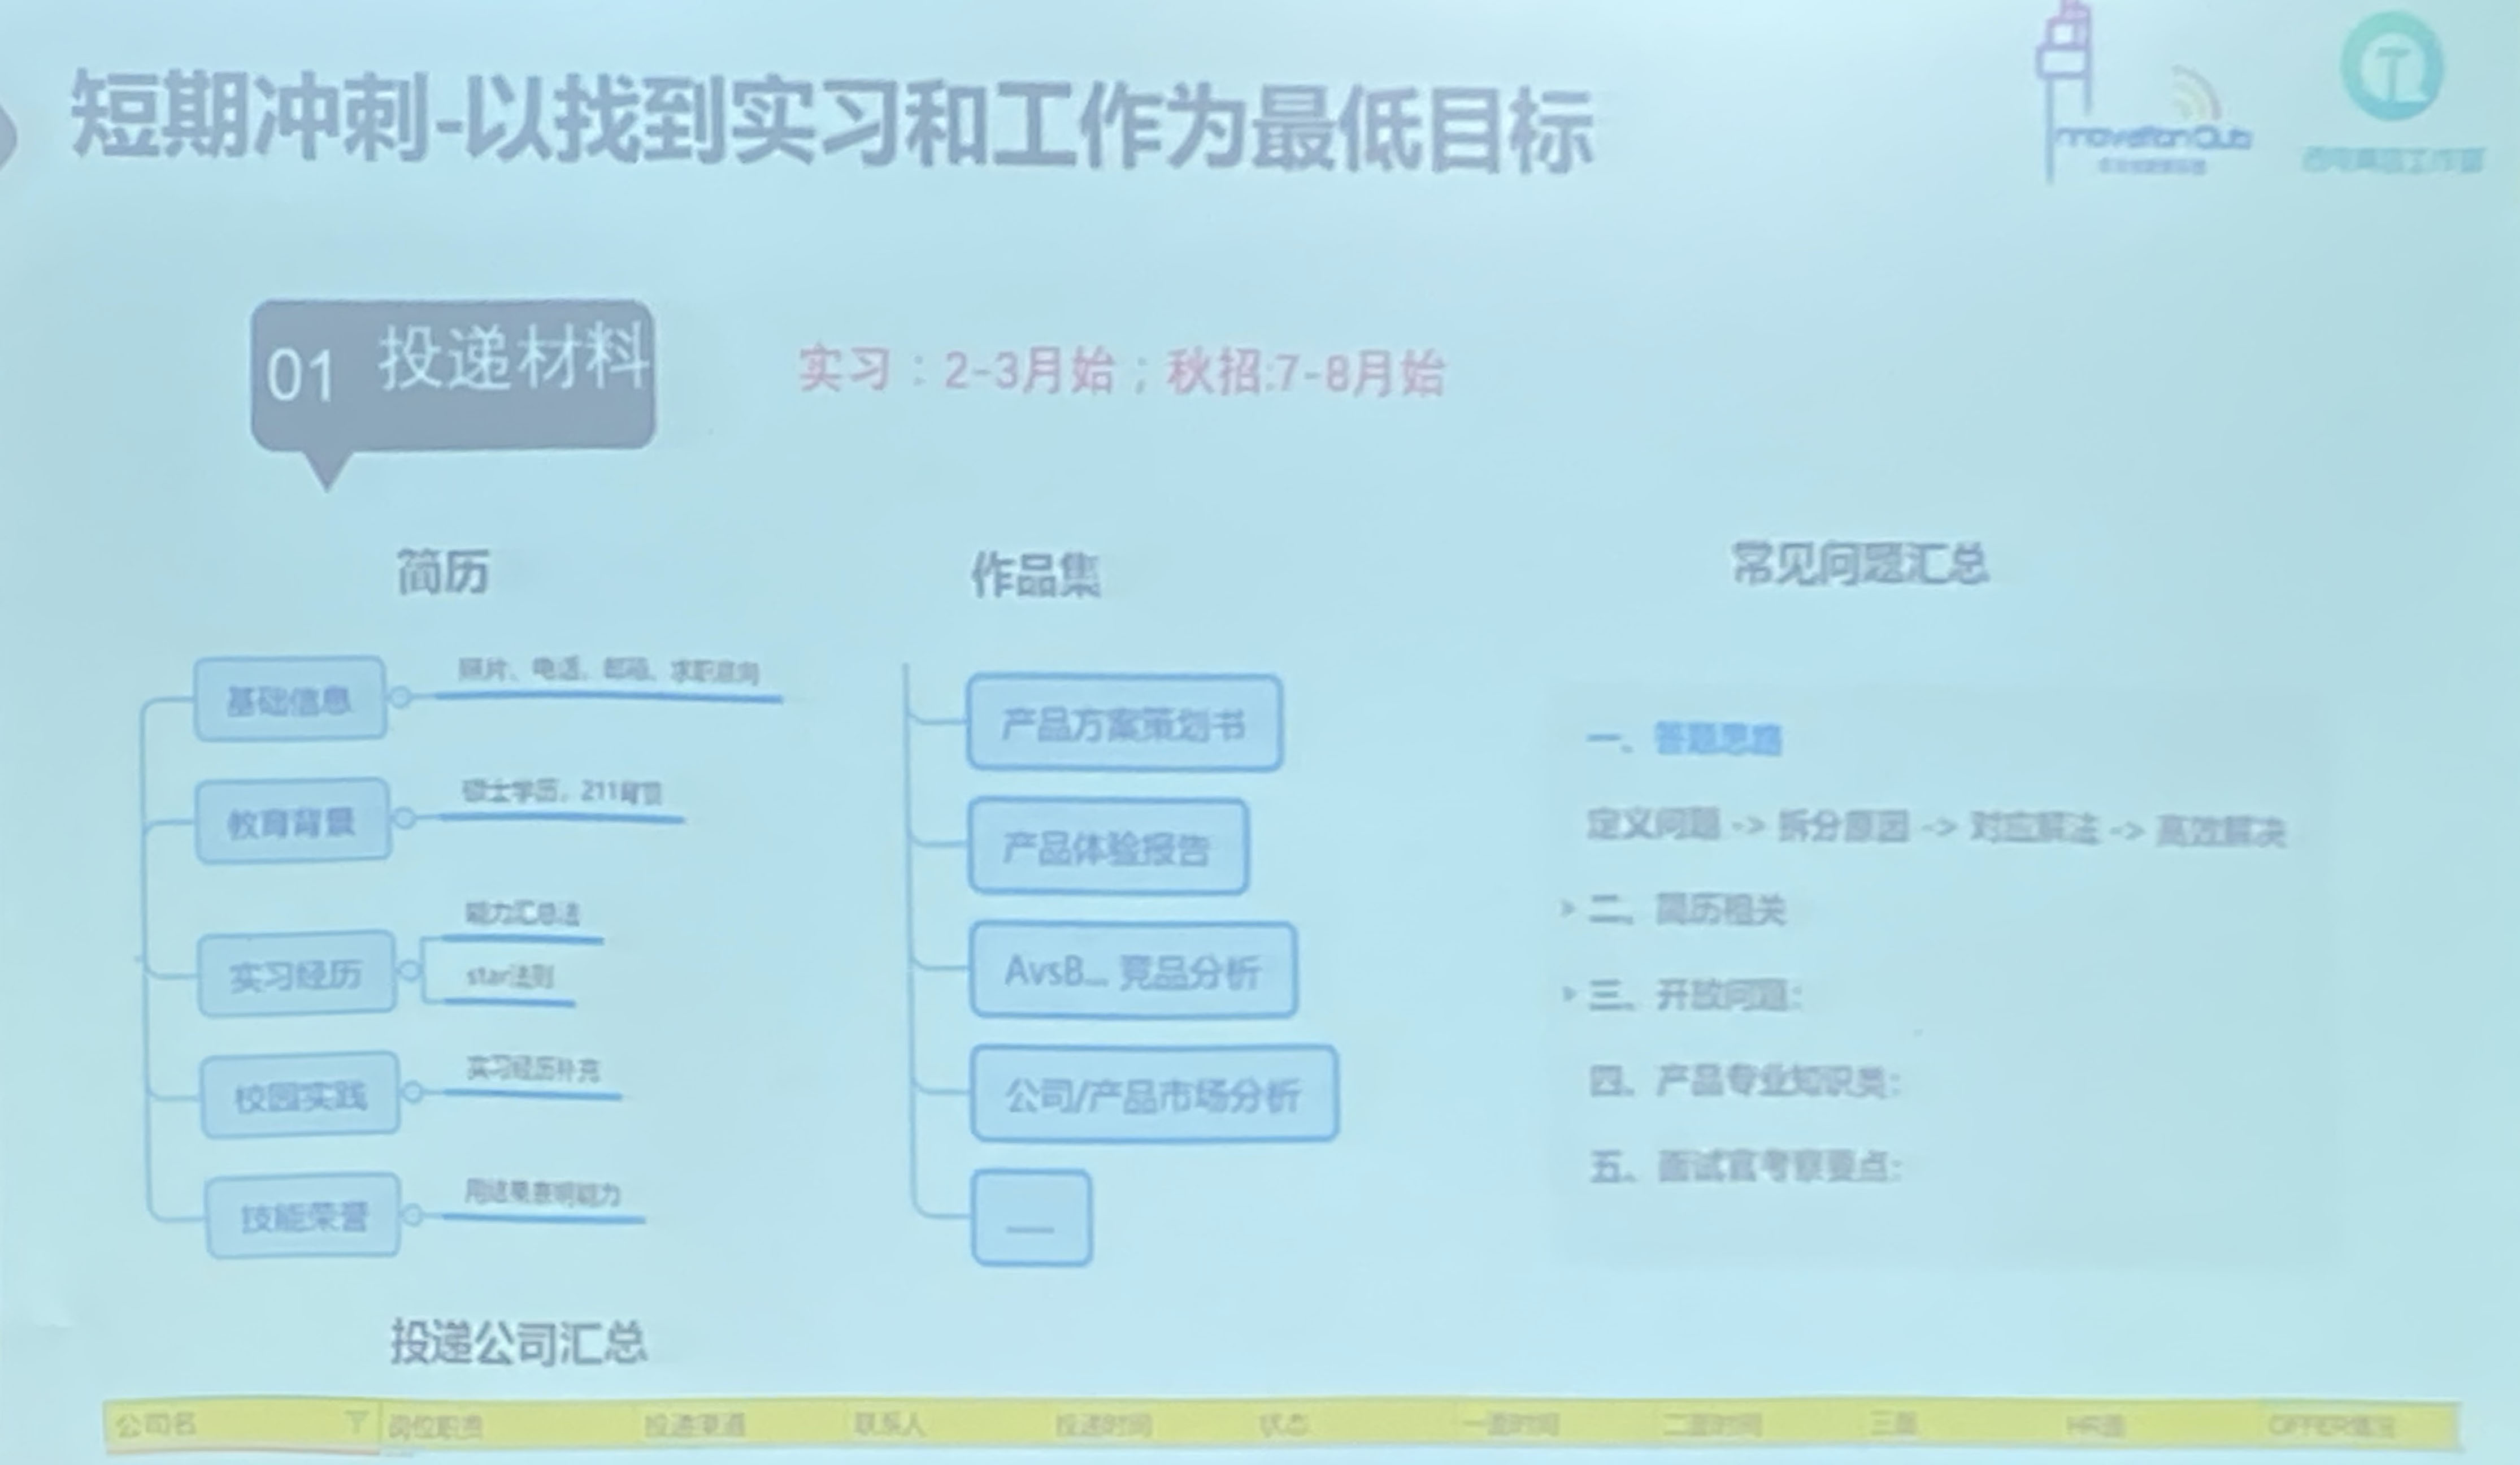 短期冲刺-以找到实习和工作为最低目标
Innovation Club
01 投递材料
实习：2-3月始；秋招:7-8月始
简历
基础信息
照片、电话、邮箱、求职意向
教育背景
硕士学历，211背景
实习经历
能力汇总法
star法则
校园实践
实习经历补充
技能荣誉
用结果表明能力
作品集
产品方案策划书
产品体验报告
AvsB... 竞品分析
公司/产品市场分析
常见问题汇总
一、答题思路
定义问题 -> 拆分原因 -> 对应解法 -> 高效解决
二、简历相关
三、开放问题:
四、产品专业知识类:
五、面试官考察要点:
投递公司汇总
公司名 岗位职责 投递渠道 联系人 投递时间 状态 一面时间 二面时间 三面 HR面 OFFER情况